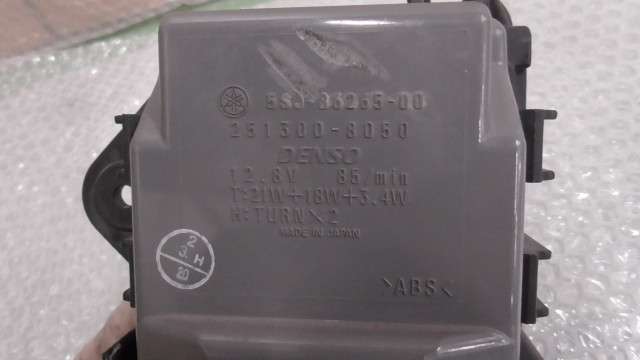 5SJ-86265-00
251300-8050
DENSO
12.8V 85/min
T:21W+18W+3.4W
H:TURN×2
MADE IN JAPAN
2
3. H
20
>ABS<